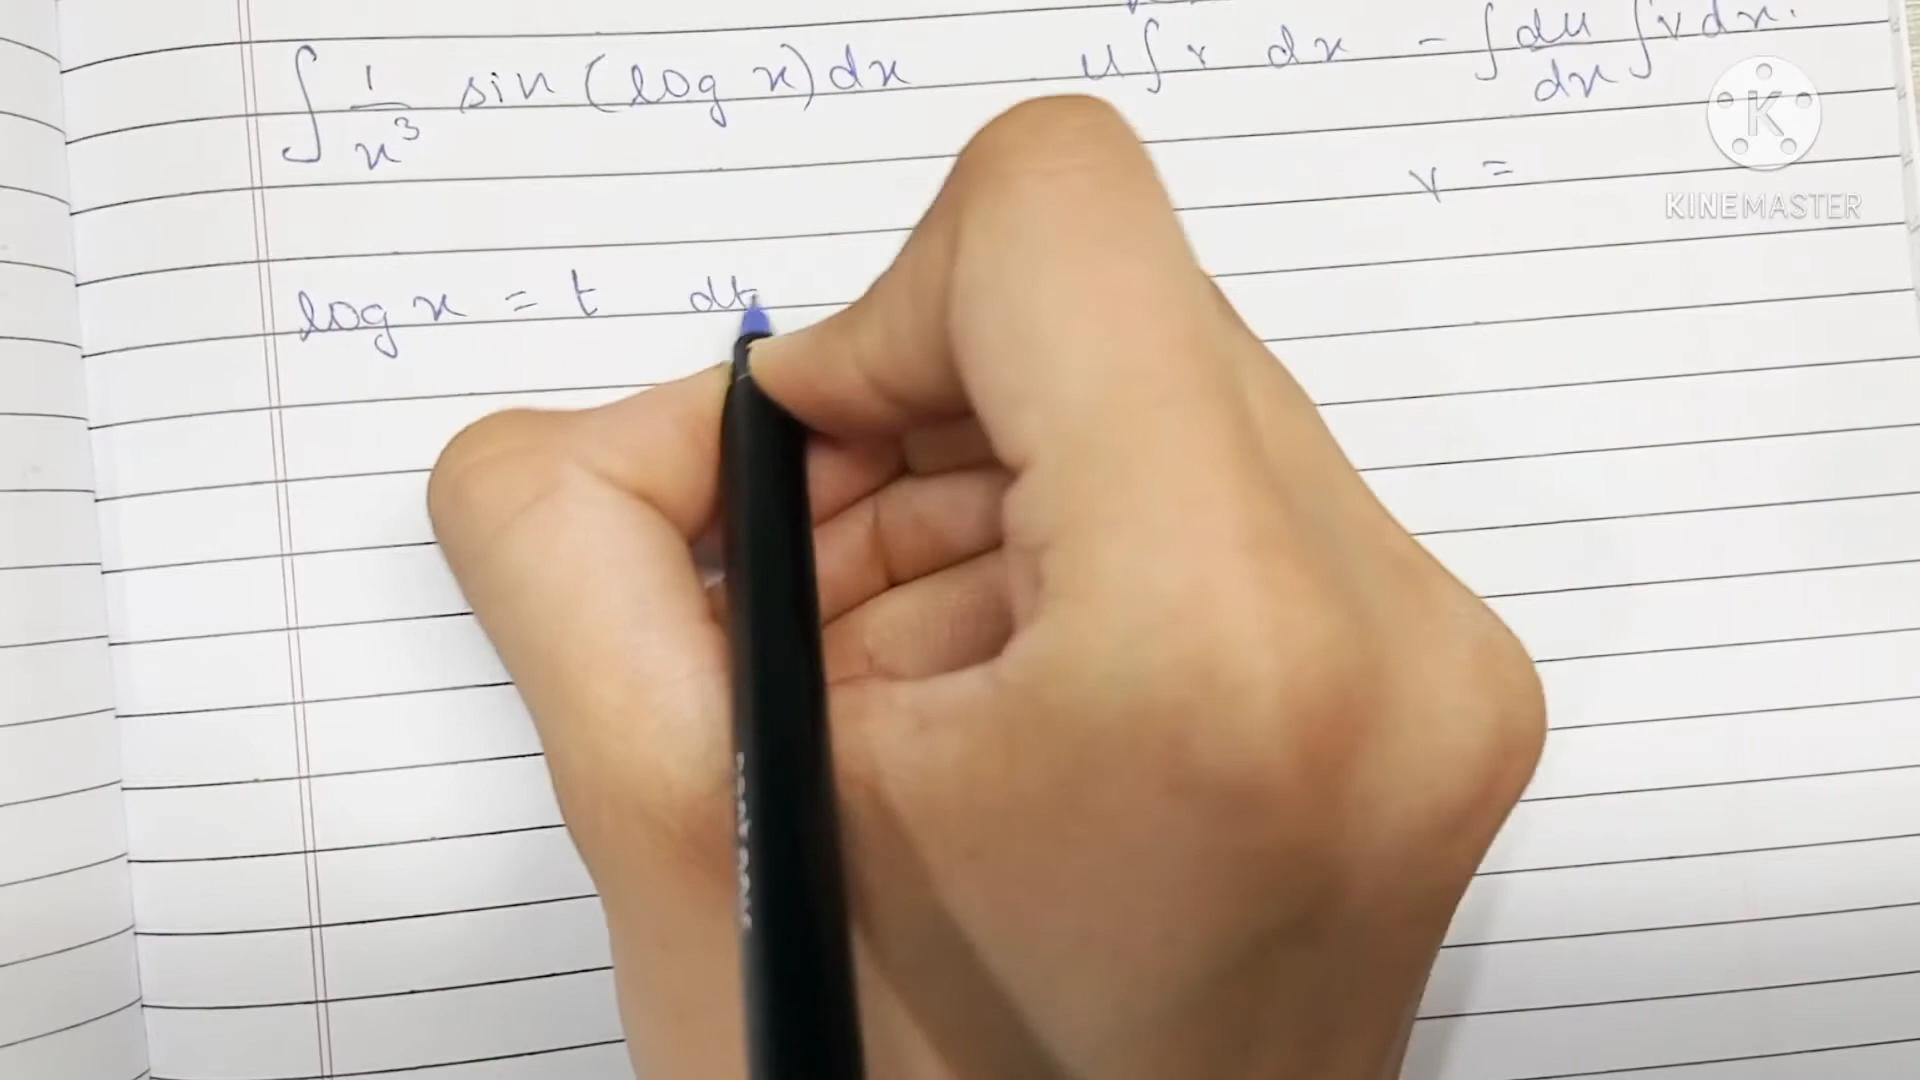 ∫ 1/x³ sin (log x) dx u∫v dx - ∫ du/dx ∫v dx.
v =
log x = t dt
KINEMASTER